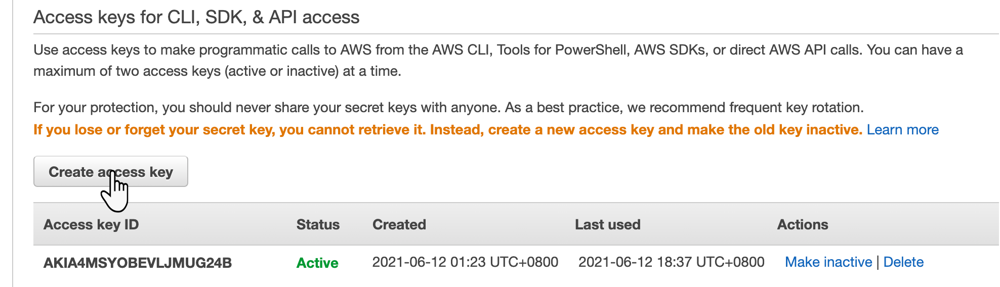 Access keys for CLI, SDK, & API access
Use access keys to make programmatic calls to AWS from the AWS CLI, Tools for PowerShell, AWS SDKs, or direct AWS API calls. You can have a
maximum of two access keys (active or inactive) at a time.
For your protection, you should never share your secret keys with anyone. As a best practice, we recommend frequent key rotation.
If you lose or forget your secret key, you cannot retrieve it. Instead, create a new access key and make the old key inactive. Learn more
Create access key
Access key ID Status Created Last used Actions
AKIA4MSYOBEVLJMUG24B Active 2021-06-12 01:23 UTC+0800 2021-06-12 18:37 UTC+0800 Make inactive | Delete